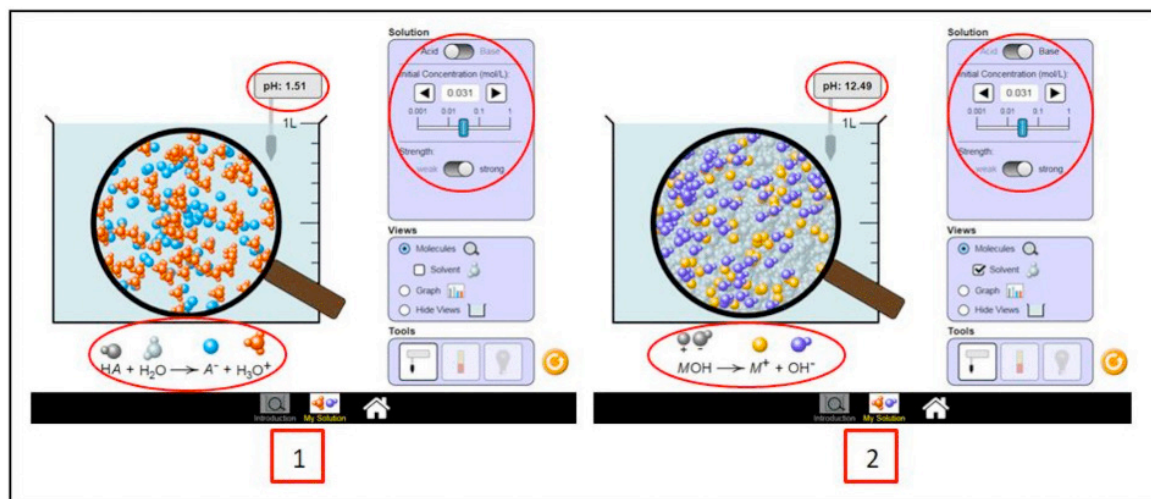 Solution
Acid Base
Initial Concentration (mol/L):
0.031
0.001 0.01 0.1 1
Strength:
weak strong
pH: 1.51
1L
Views
Molecules
Solvent
Graph
Hide Views
Tools
HA + H₂O → A⁻ + H₃O⁺
Introduction My Solution
1
Solution
Acid Base
Initial Concentration (mol/L):
0.031
0.001 0.01 0.1 1
Strength:
weak strong
pH: 12.49
1L
Views
Molecules
Solvent
Graph
Hide Views
Tools
+ -
MOH → M⁺ + OH⁻
Introduction My Solution
2